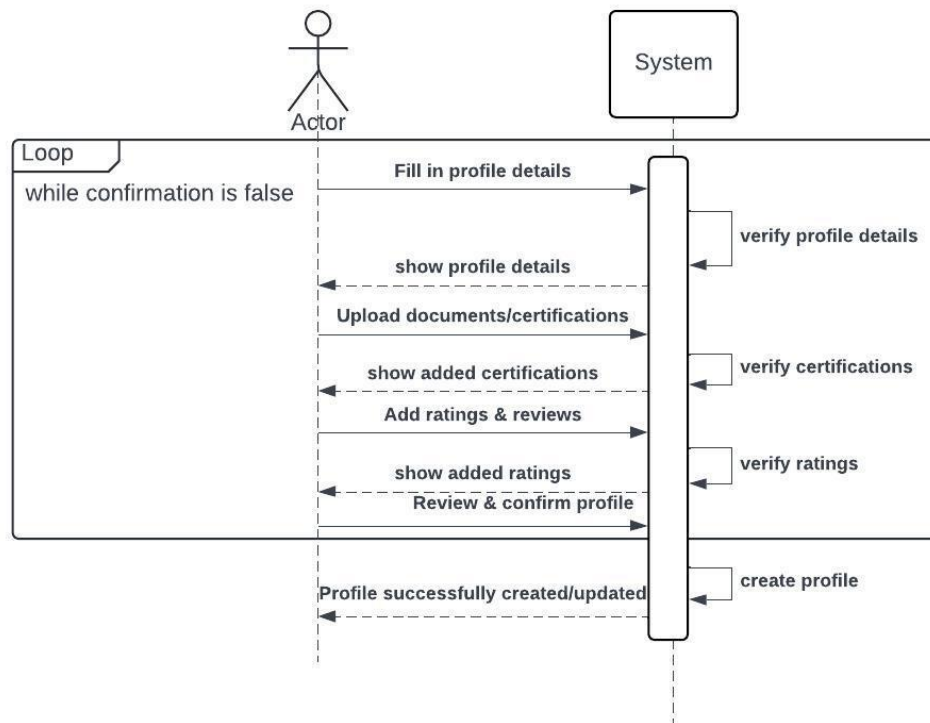 System
Actor
Loop
while confirmation is false
Fill in profile details
verify profile details
show profile details
Upload documents/certifications
verify certifications
show added certifications
Add ratings & reviews
verify ratings
show added ratings
Review & confirm profile
create profile
Profile successfully created/updated